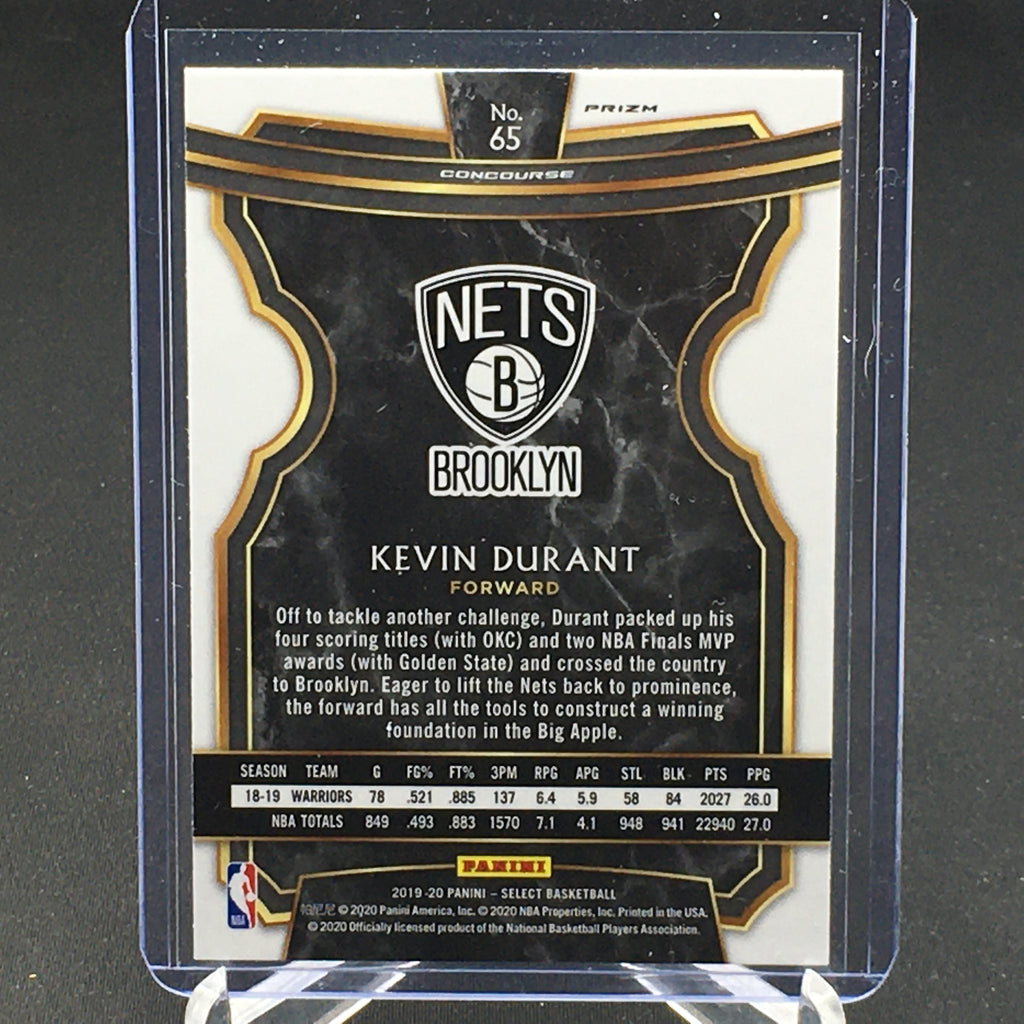 No.
65
PRIZM
CONCOURSE
NETS
B
BROOKLYN
KEVIN DURANT
FORWARD
Off to tackle another challenge, Durant packed up his
four scoring titles (with OKC) and two NBA Finals MVP
awards (with Golden State) and crossed the country
to Brooklyn. Eager to lift the Nets back to prominence,
the forward has all the tools to construct a winning
foundation in the Big Apple.
SEASON TEAM G FG% FT% 3PM RPG APG STL BLK PTS PPG
18-19 WARRIORS 78 .521 .885 137 6.4 5.9 58 84 2027 26.0
NBA TOTALS 849 .493 .883 1570 7.1 4.1 948 941 22940 27.0
PANINI
NBA
2019-20 PANINI – SELECT BASKETBALL
© 2020 Panini America, Inc. © 2020 NBA Properties, Inc. Printed in the USA.
© 2020 Officially licensed product of the National Basketball Players Association.